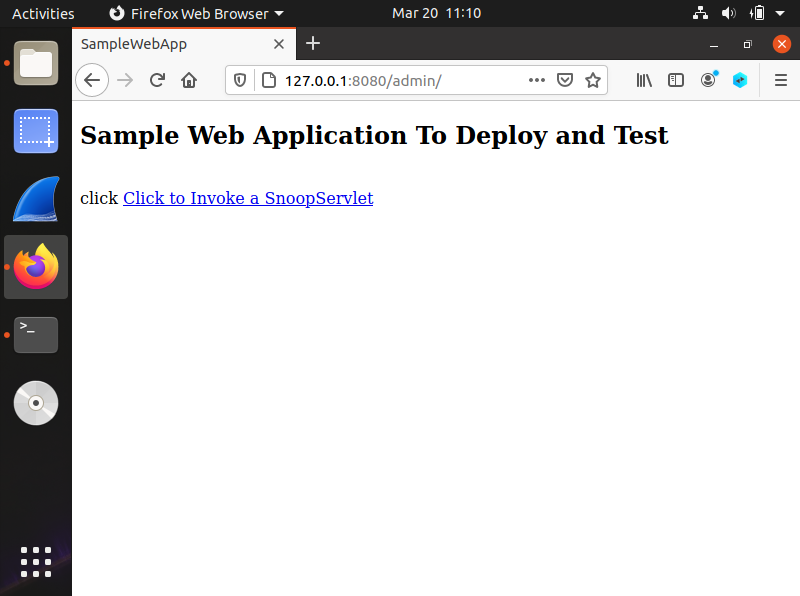 Activities Firefox Web Browser Mar 20 11:10
SampleWebApp
127.0.0.1:8080/admin/
Sample Web Application To Deploy and Test
click Click to Invoke a SnoopServlet
>_